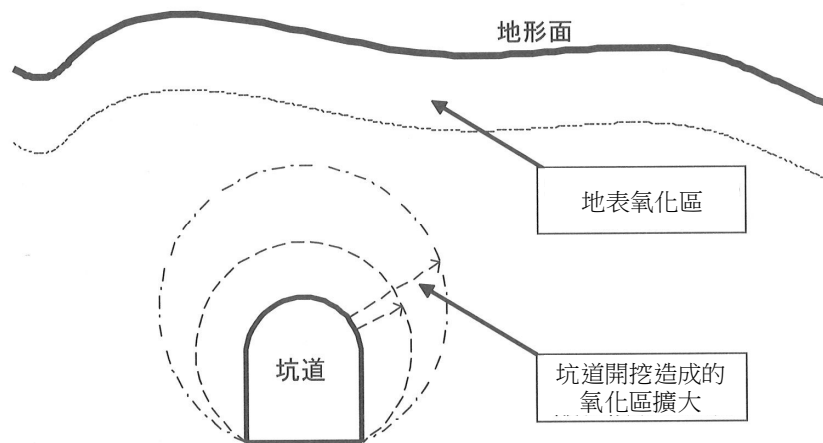 地形面
地表氧化區
坑道
坑道開挖造成的
氧化區擴大